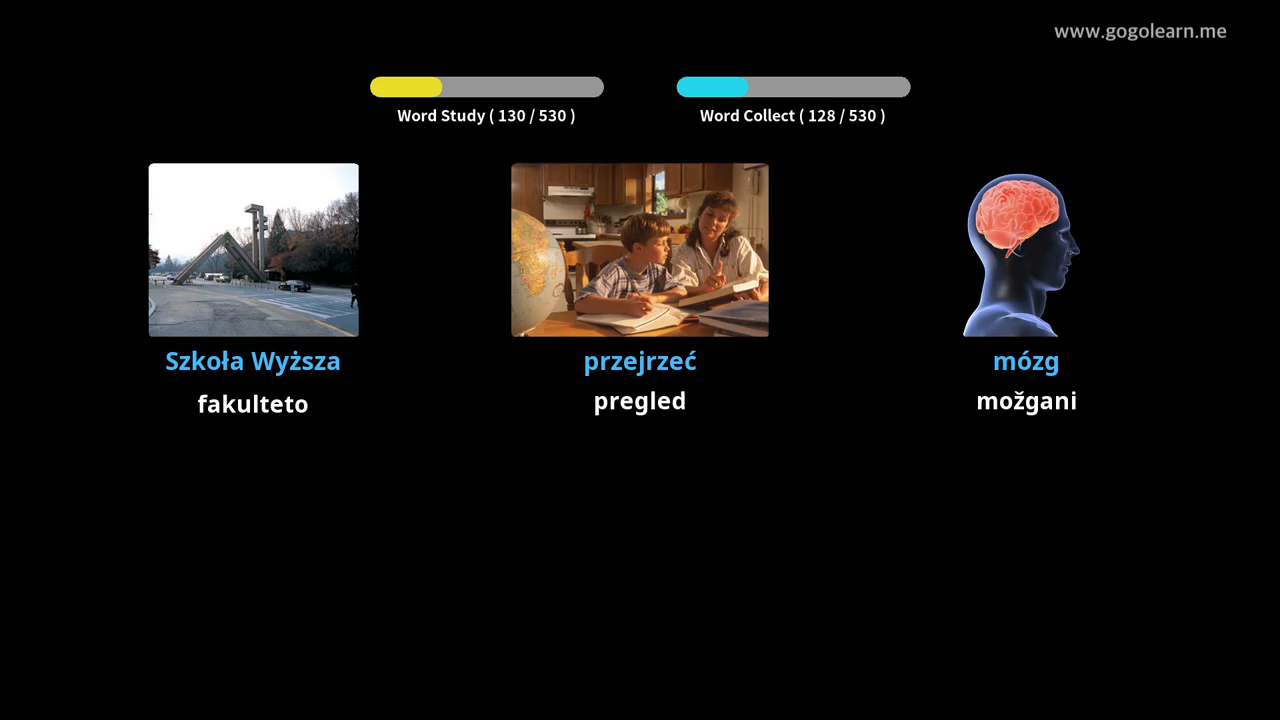 www.gogolearn.me
Word Study ( 130 / 530 )
Word Collect ( 128 / 530 )
Szkoła Wyższa
fakulteto
przejrzeć
pregled
mózg
možgani